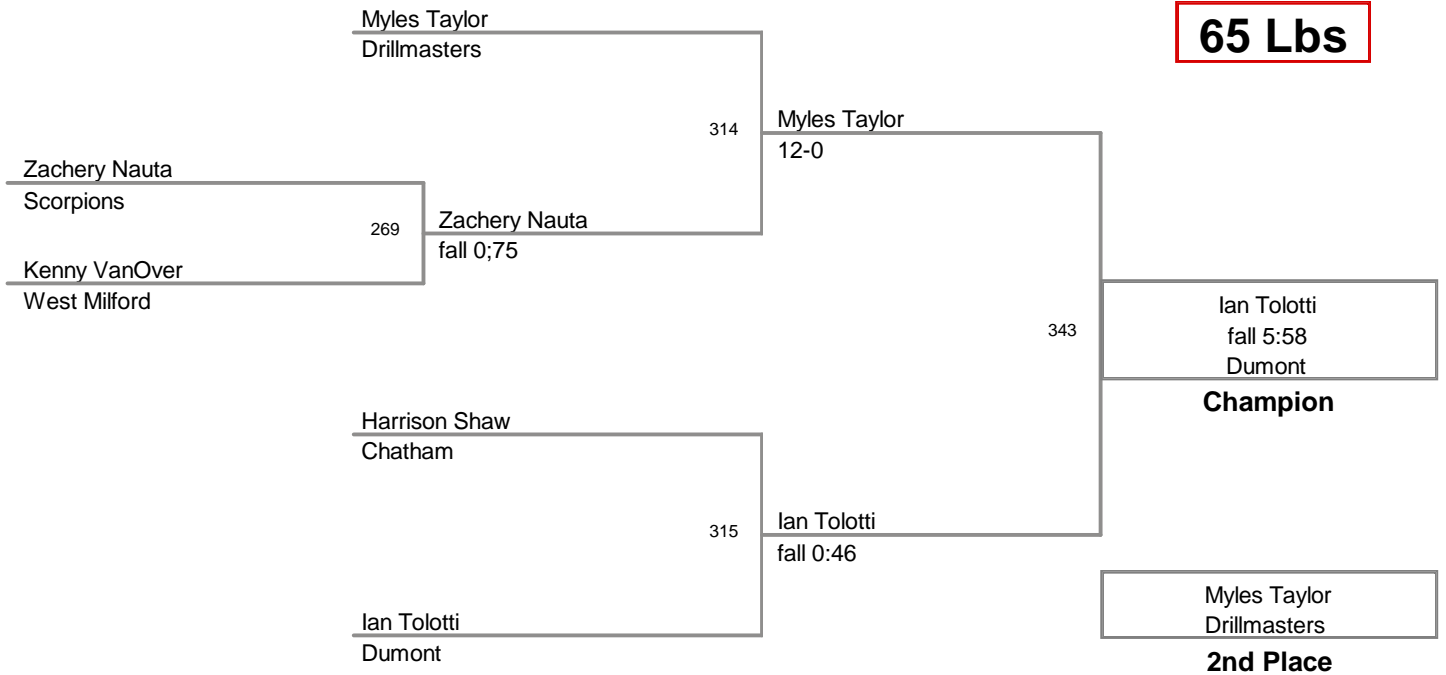 Myles Taylor
Drillmasters
65 Lbs
314
Myles Taylor
12-0
Zachery Nauta
Scorpions
269
Zachery Nauta
fall 0;75
Kenny VanOver
West Milford
343
Ian Tolotti
fall 5:58
Dumont
Champion
Harrison Shaw
Chatham
315
Ian Tolotti
fall 0:46
Ian Tolotti
Dumont
Myles Taylor
Drillmasters
2nd Place